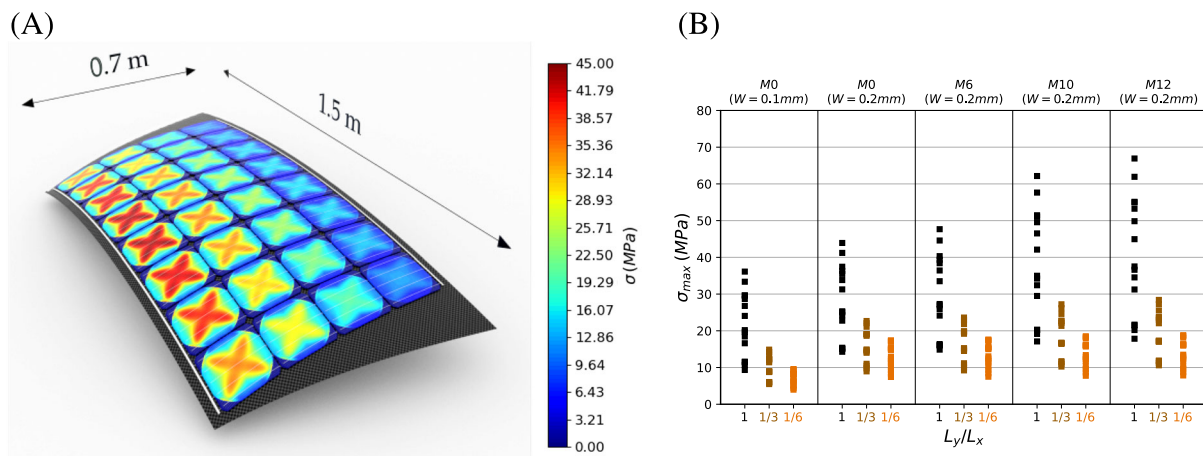 (A)
0.7 m
1.5 m
45.00
41.79
38.57
35.36
32.14
28.93
25.71
22.50
19.29
16.07
12.86
9.64
6.43
3.21
0.00
σ (MPa)
(B)
M0
(W = 0.1mm)
M0
(W = 0.2mm)
M6
(W = 0.2mm)
M10
(W = 0.2mm)
M12
(W = 0.2mm)
80
70
60
50
40
30
20
10
0
σmax (MPa)
1 1/3 1/6 1 1/3 1/6 1 1/3 1/6 1 1/3 1/6 1 1/3 1/6
Ly/Lx